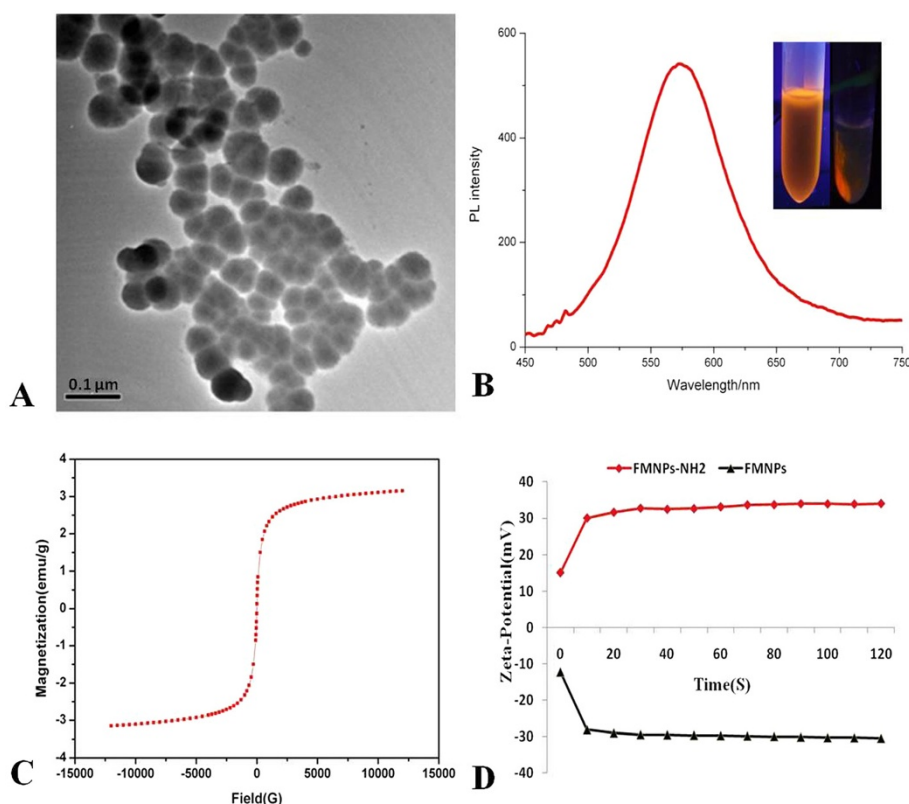 0.1 µm
A
PL intensity
600
400
200
0
450 500 550 600 650 700 750
Wavelength/nm
B
Magnetization(emu/g)
4
3
2
1
0
-1
-2
-3
-4
-15000 -10000 -5000 0 5000 10000 15000
Field(G)
C
FMNPs-NH2 FMNPs
Zeta-Potential(mV)
40
30
20
10
0
-10
-20
-30
-40
0 20 40 60 80 100 120
Time(S)
D